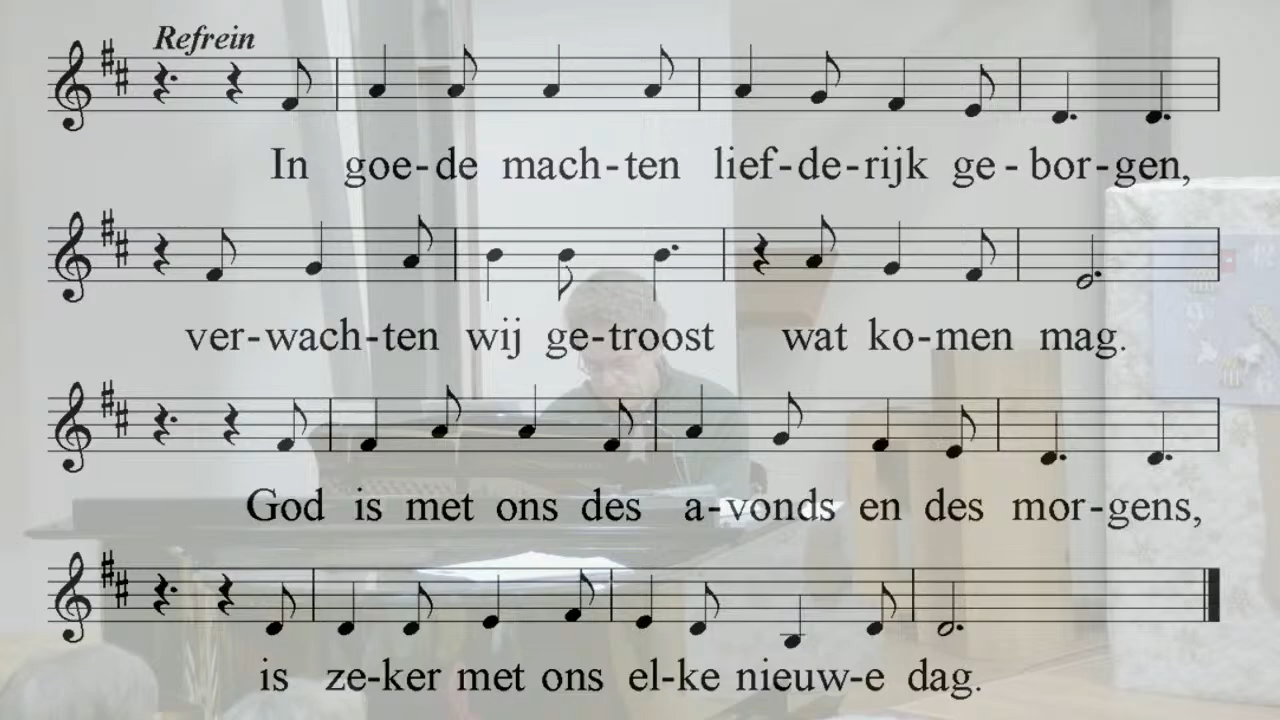 Refrein
In goe-de mach-ten lief-de-rijk ge-bor-gen,
ver-wach-ten wij ge-troost wat ko-men mag.
God is met ons des a-vonds en des mor-gens,
is ze-ker met ons el-ke nieuw-e dag.